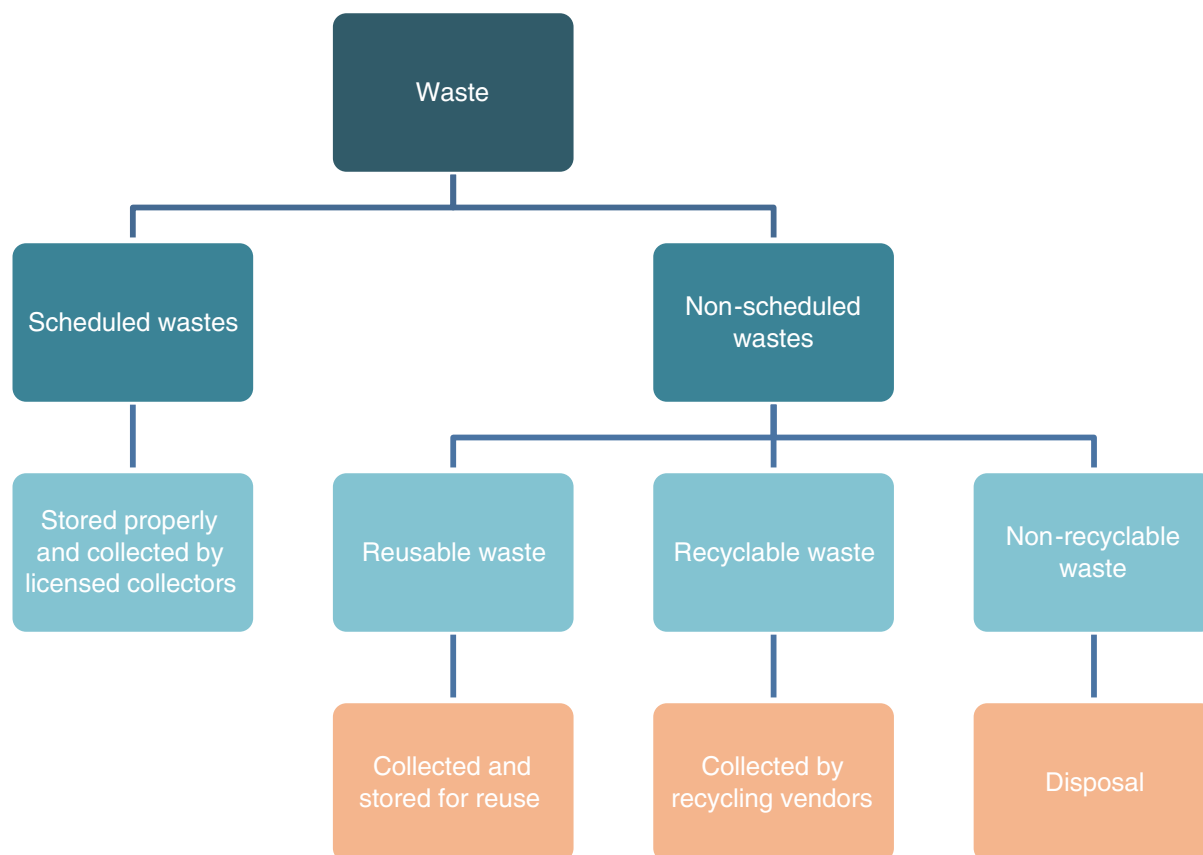 Waste
Scheduled wastes
Non-scheduled
wastes
Stored properly
and collected by
licensed collectors
Reusable waste
Recyclable waste
Non-recyclable
waste
Collected and
stored for reuse
Collected by
recycling vendors
Disposal